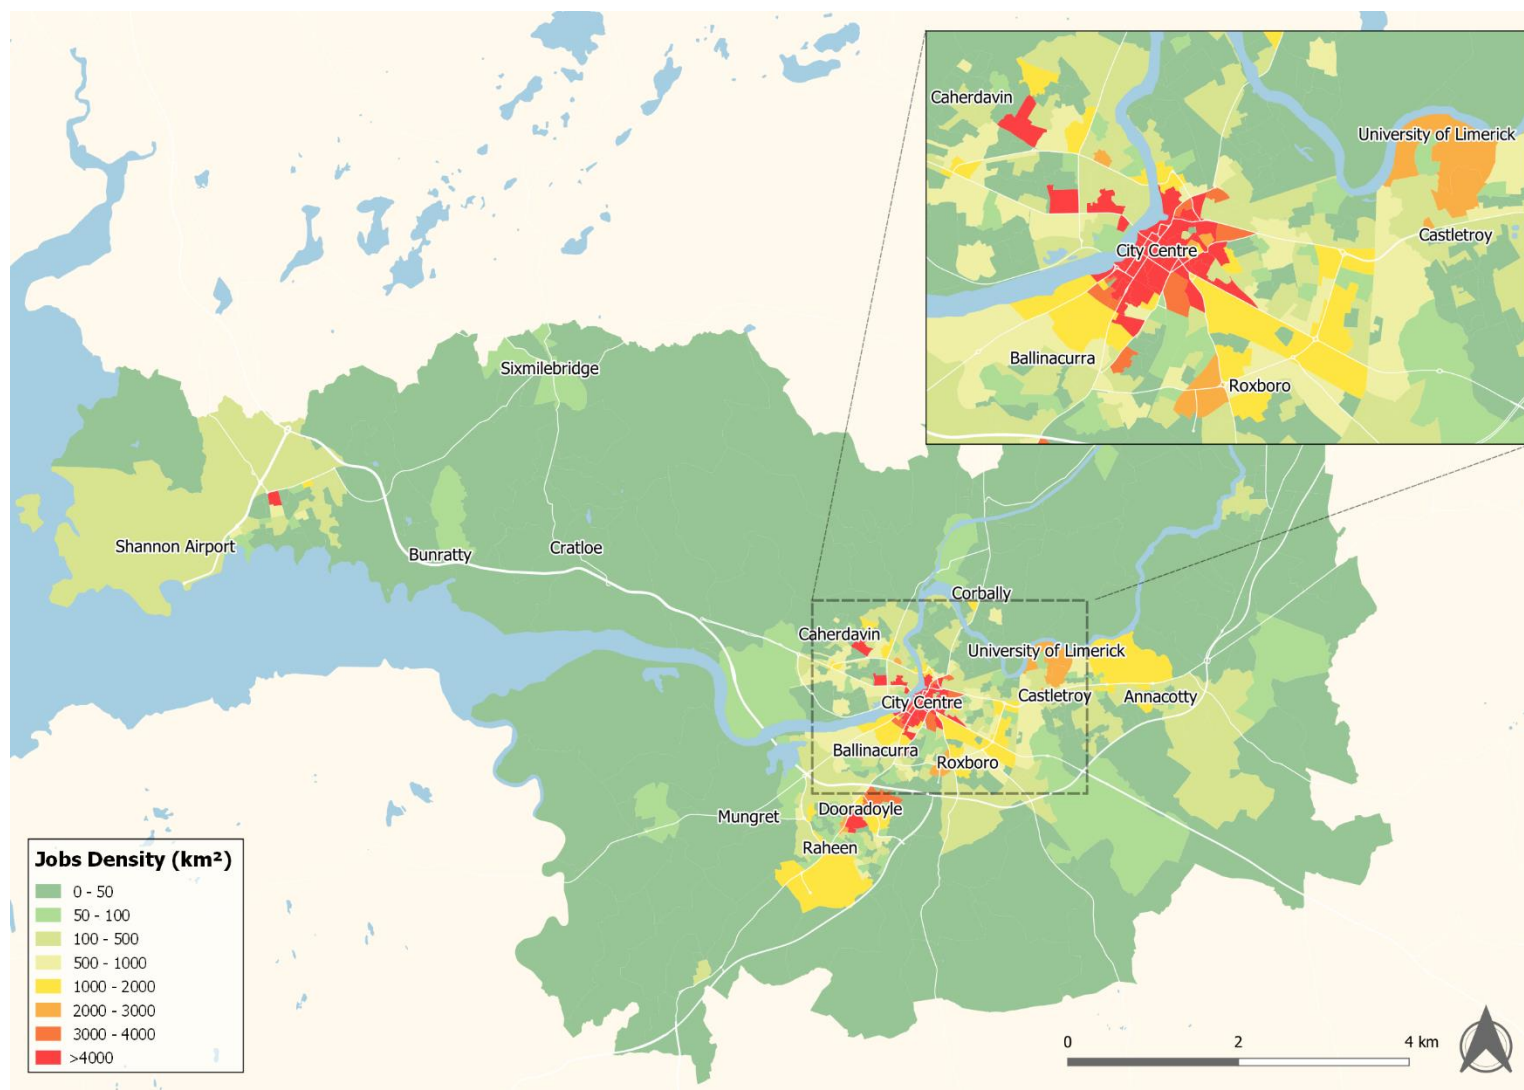 Caherdavin
University of Limerick
Castletroy
City Centre
Ballinacurra
Roxboro
Sixmilebridge
Shannon Airport
Bunratty
Cratloe
Corbally
Caherdavin
University of Limerick
City Centre
Castletroy
Annacotty
Ballinacurra
Roxboro
Mungret
Dooradoyle
Raheen
Jobs Density (km²)
0 - 50
50 - 100
100 - 500
500 - 1000
1000 - 2000
2000 - 3000
3000 - 4000
>4000
0 2 4 km